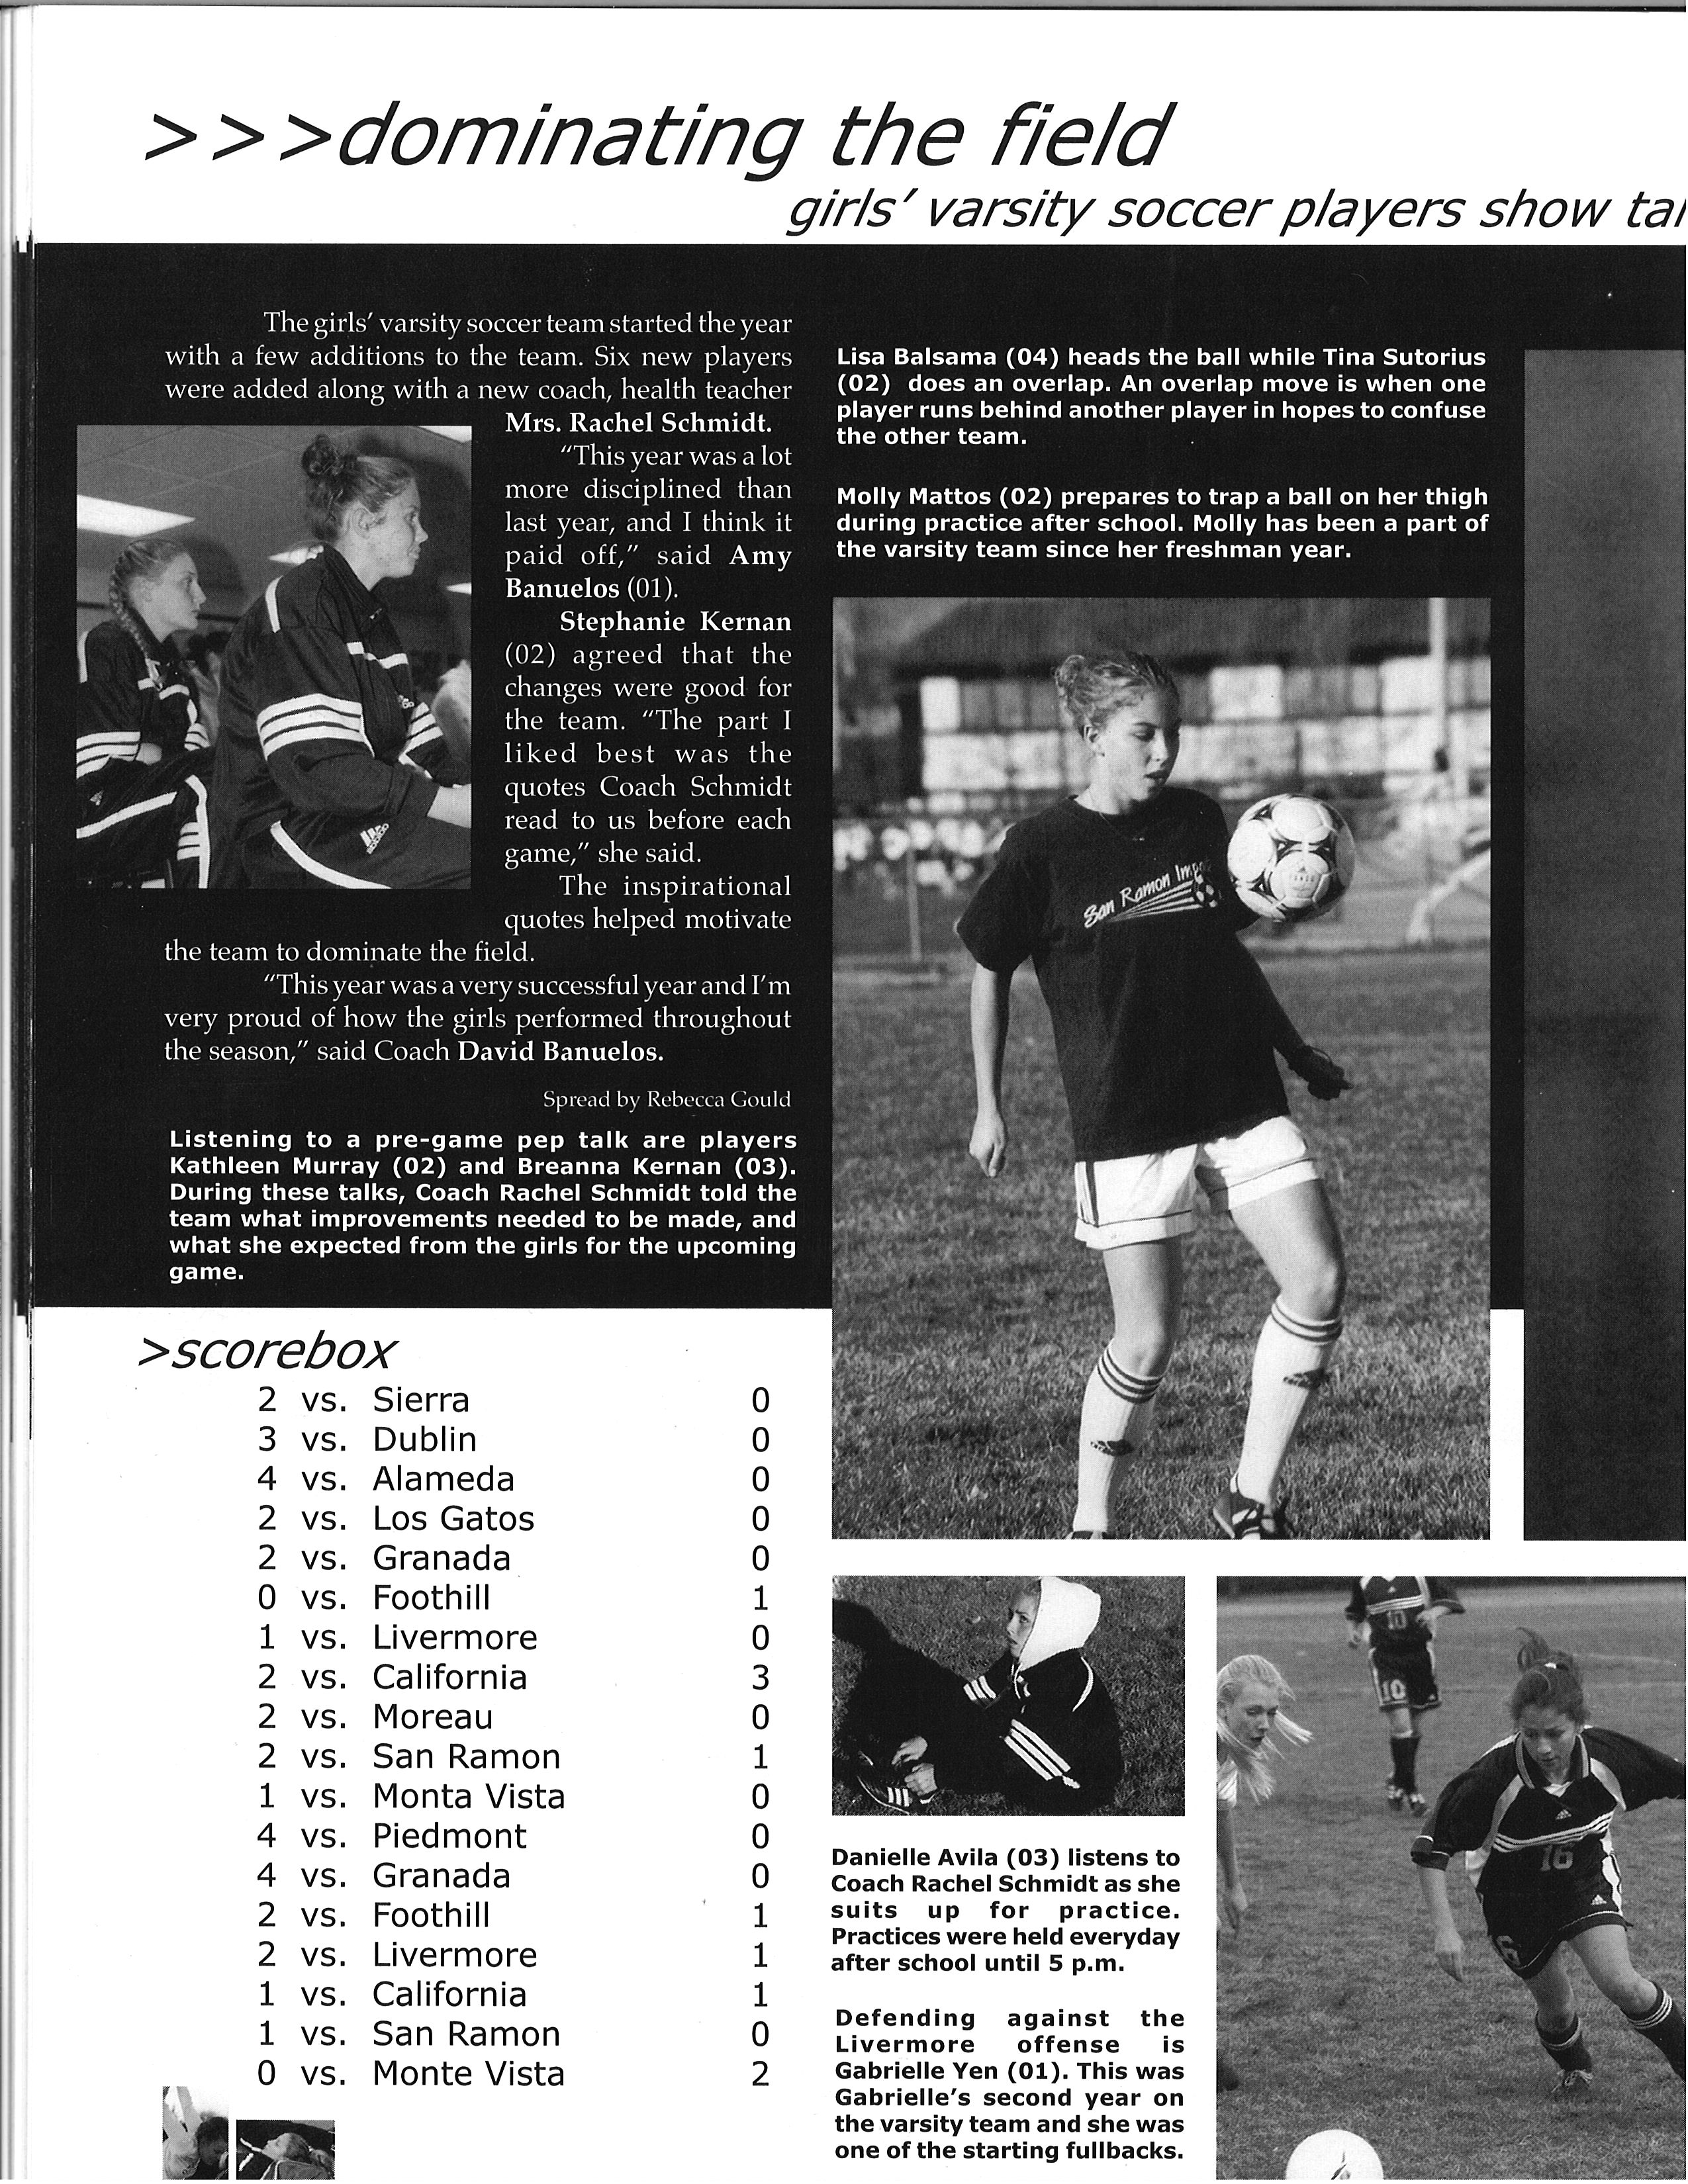 >>>dominating the field
girls' varsity soccer players show
The girls' varsity soccer team started the year
with a few additions to the team. Six new players
were added along with a new coach, health teacher
Mrs. Rachel Schmidt.
"This year was a lot
more disciplined than
last year, and I think it
paid off," said Amy
Banuelos (01).
Stephanie Kernan
(02) agreed that the
changes were good for
the team. "The part I
liked best was the
quotes Coach Schmidt
read to us before each
game," she said.
The inspirational
quotes helped motivate
the team to dominate the field.
"This year was a very successful year and I'm
very proud of how the girls performed throughout
the season," said Coach David Banuelos.
Spread by Rebecca Gould
Listening to a pre-game pep talk are players
Kathleen Murray (02) and Breanna Kernan (03).
During these talks, Coach Rachel Schmidt told the
team what improvements needed to be made, and
what she expected from the girls for the upcoming
game.
>scorebox
2 vs. Sierra 0
3 vs. Dublin 0
4 vs. Alameda 0
2 vs. Los Gatos 0
2 vs. Granada 0
0 vs. Foothill 1
1 vs. Livermore 0
2 vs. California 3
2 vs. Moreau 0
2 vs. San Ramon 1
1 vs. Monta Vista 0
4 vs. Piedmont 0
4 vs. Granada 0
2 vs. Foothill 1
2 vs. Livermore 1
1 vs. California 1
1 vs. San Ramon 0
0 vs. Monte Vista 2
Lisa Balsama (04) heads the ball while Tina Sutorius
(02) does an overlap. An overlap move is when one
player runs behind another player in hopes to confuse
the other team.
Molly Mattos (02) prepares to trap a ball on her thigh
during practice after school. Molly has been a part of
the varsity team since her freshman year.
San Ramon
Danielle Avila (03) listens to
Coach Rachel Schmidt as she
suits up for practice.
Practices were held everyday
after school until 5 p.m.
Defending against the
Livermore offense is
Gabrielle Yen (01). This was
Gabrielle's second year on
the varsity team and she was
one of the starting fullbacks.
adidas
10
10
16